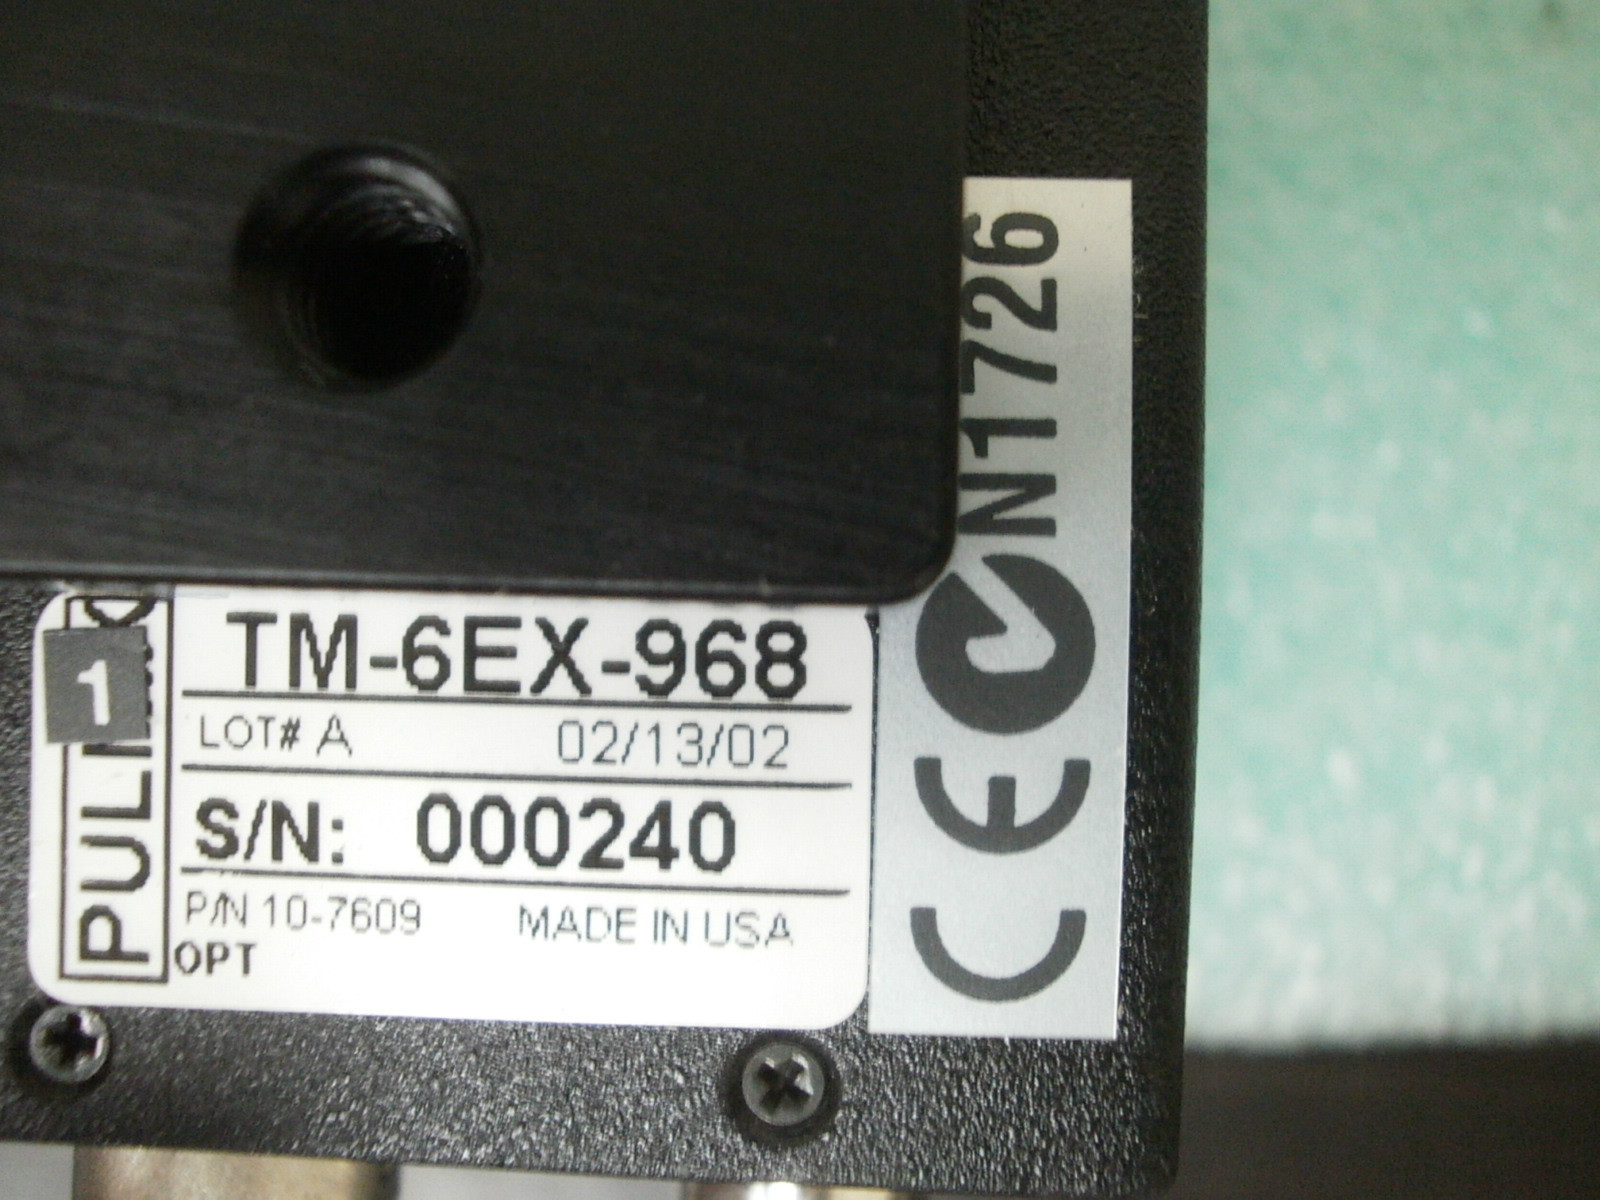 TM-6EX-968
LOT# A 02/13/02
S/N: 000240
P/N 10-7609 MADE IN USA
OPT
1
N1726
CE